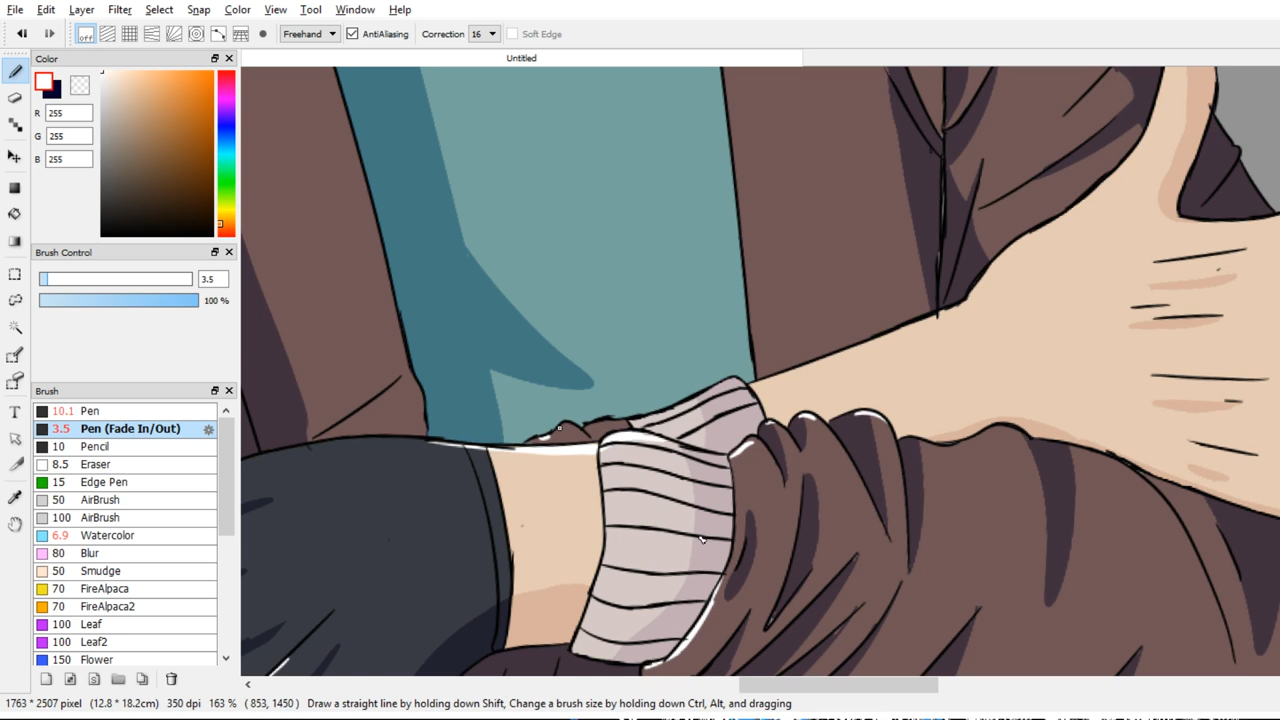 File Edit Layer Filter Select Snap Color View Tool Window Help
off Freehand AntiAliasing Correction 16 Soft Edge
Color
Untitled
R 255
G 255
B 255
Brush Control
3.5
100 %
Brush
10.1 Pen
3.5 Pen (Fade In/Out)
10 Pencil
8.5 Eraser
15 Edge Pen
50 AirBrush
100 AirBrush
6.9 Watercolor
80 Blur
50 Smudge
70 FireAlpaca
70 FireAlpaca2
100 Leaf
100 Leaf2
150 Flower
1763 * 2507 pixel (12.8 * 18.2cm) 350 dpi 163 % ( 853, 1450 ) Draw a straight line by holding down Shift, Change a brush size by holding down Ctrl, Alt, and dragging